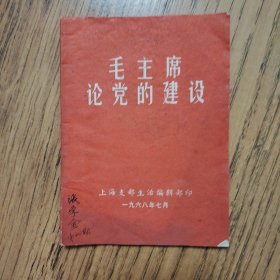 毛主席
论党的建设
上海支部生活编辑部印
一九六八年七月